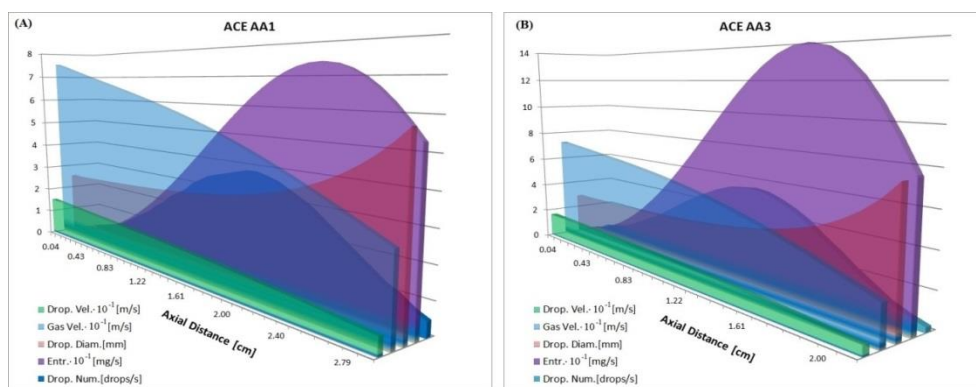 (A)
ACE AA1
8
7
6
5
4
3
2
1
0
0.04
0.43
0.83
1.22
1.61
2.00
2.40
2.79
Axial Distance [cm]
Drop. Vel.·10⁻¹[m/s]
Gas Vel.·10⁻¹[m/s]
Drop. Diam.[mm]
Entr.·10⁻¹[mg/s]
Drop. Num.[drops/s]
(B)
ACE AA3
14
12
10
8
6
4
2
0
0.04
0.43
0.83
1.22
1.61
2.00
Axial Distance [cm]
Drop. Vel.·10⁻¹[m/s]
Gas Vel.·10⁻¹[m/s]
Drop. Diam.[mm]
Entr.·10⁻¹[mg/s]
Drop. Num.[drops/s]